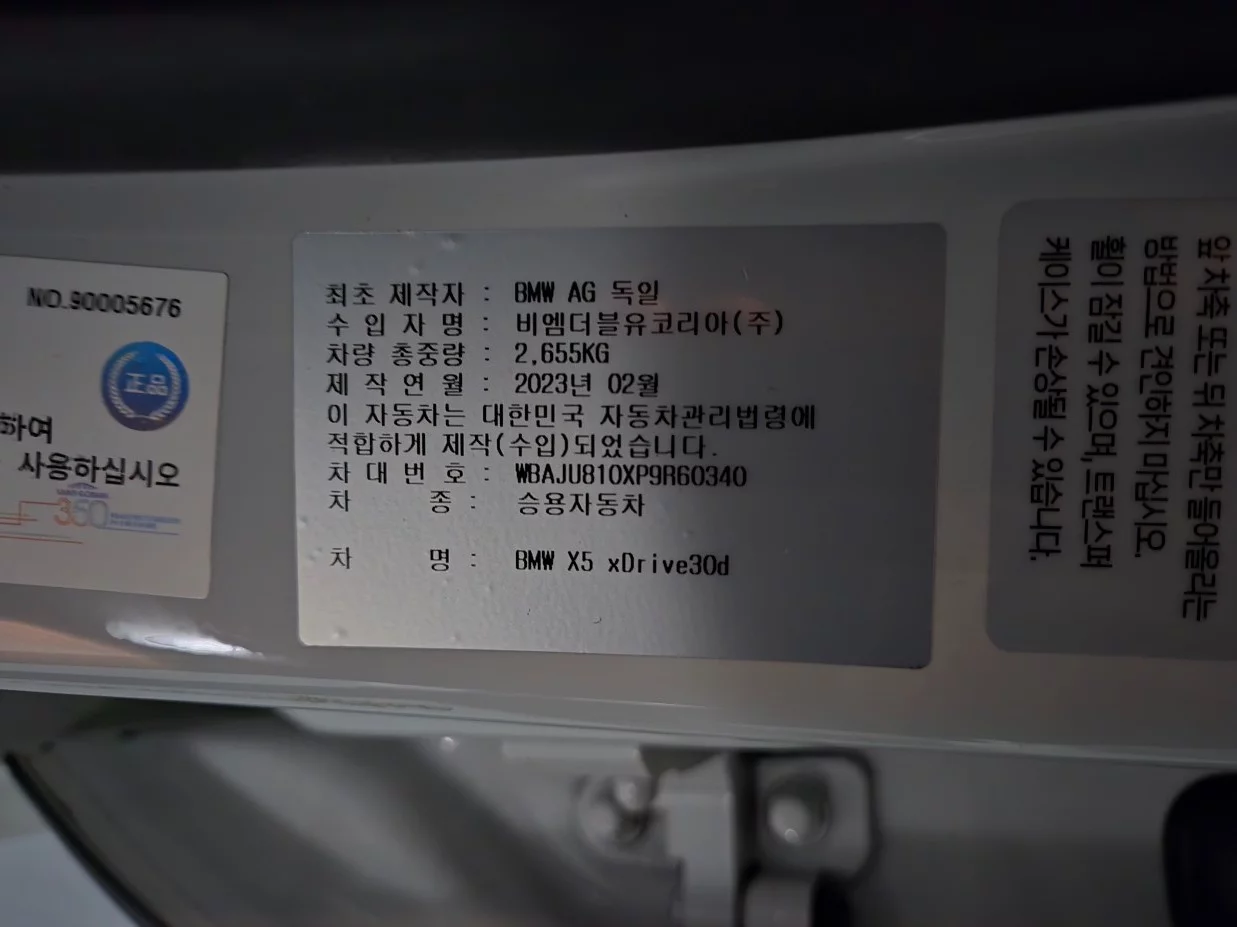 NO.90005676
正品
하여
사용하십시오
350
최초 제작자 : BMW AG 독일
수 입 자 명 : 비엠더블유코리아(주)
차량 총중량 : 2,655KG
제 작 연 월 : 2023년 02월
이 자동차는 대한민국 자동차관리법령에
적합하게 제작(수입)되었습니다.
차 대 번 호 : WBAJU810XP9R60340
차 종 : 승용자동차
차 명 : BMW X5 xDrive30d
앞 차축 또는 뒤 차축만 들어올리는
방법으로 견인하지 마십시오.
휠이 잠길 수 있으며, 트랜스퍼
케이스가 손상될 수 있습니다.